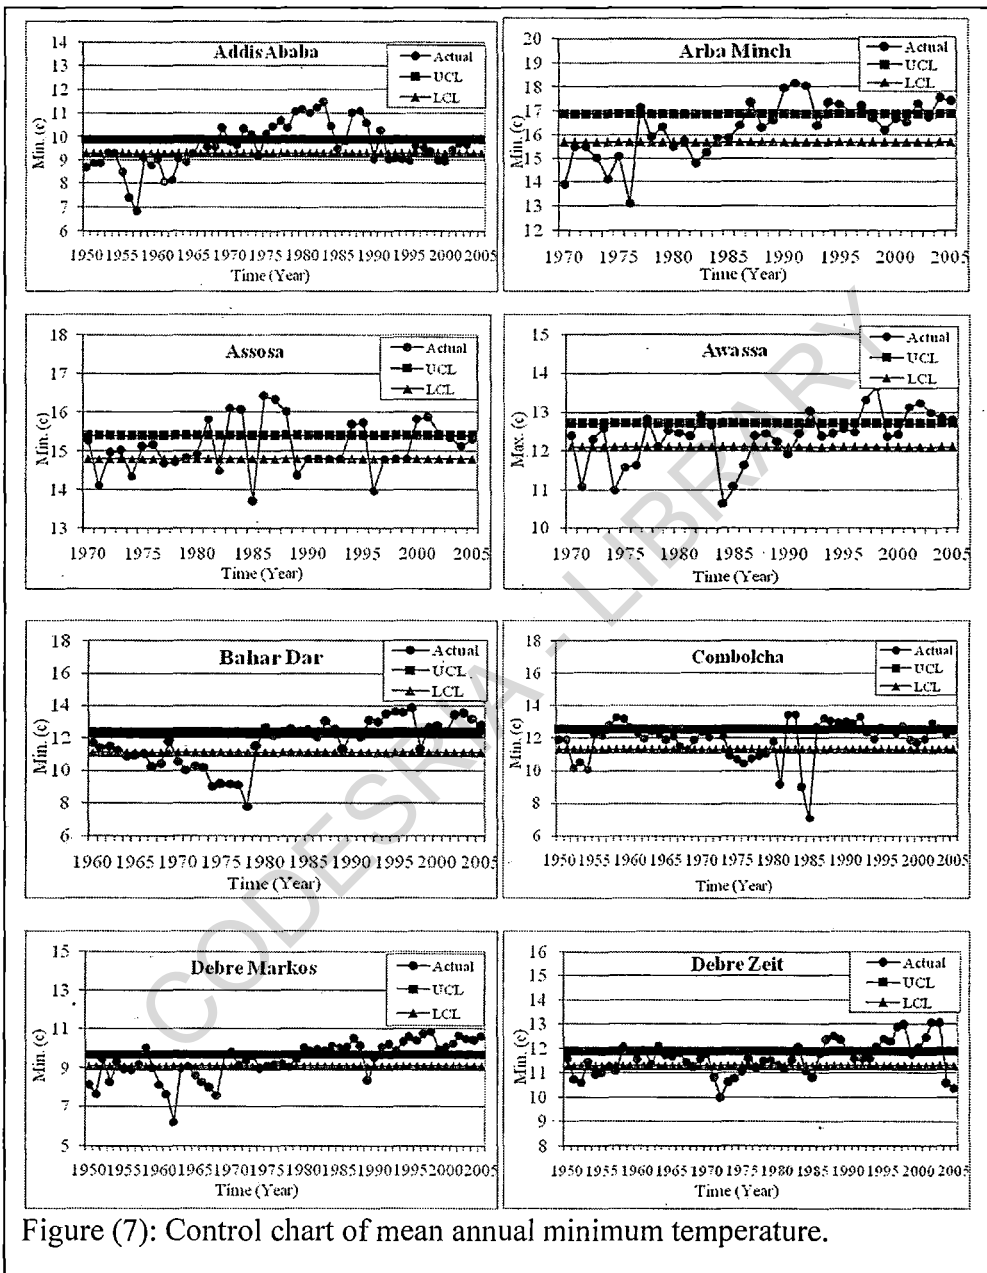 Addis Ababa
Actual
UCL
LCL
Min. (c)
14
13
12
11
10
9
8
7
6
1950 1955 1960 1965 1970 1975 1980 1985 1990 1995 2000 2005
Time (Year)
Arba Minch
Actual
UCL
LCL
Min. (c)
20
19
18
17
16
15
14
13
12
1970 1975 1980 1985 1990 1995 2000 2005
Time (Year)
Assosa
Actual
UCL
LCL
Min. (c)
18
17
16
15
14
13
1970 1975 1980 1985 1990 1995 2000 2005
Time (Year)
Awassa
Actual
UCL
LCL
Max. (c)
15
14
13
12
11
10
1970 1975 1980 1985 1990 1995 2000 2005
Time (Year)
Bahar Dar
Actual
UCL
LCL
Min. (c)
18
16
14
12
10
8
6
1960 1965 1970 1975 1980 1985 1990 1995 2000 2005
Time (Year)
Combolcha
Actual
UCL
LCL
Min. (c)
18
16
14
12
10
8
6
1950 1955 1960 1965 1970 1975 1980 1985 1990 1995 2000 2005
Time (Year)
Debre Markos
Actual
UCL
LCL
Min. (c)
15
13
11
9
7
5
1950 1955 1960 1965 1970 1975 1980 1985 1990 1995 2000 2005
Time (Year)
Debre Zeit
Actual
UCL
LCL
Min. (c)
16
15
14
13
12
11
10
9
8
1950 1955 1960 1965 1970 1975 1980 1985 1990 1995 2000 2005
Time (Year)
CODESRIA - LIBRARY
Figure (7): Control chart of mean annual minimum temperature.